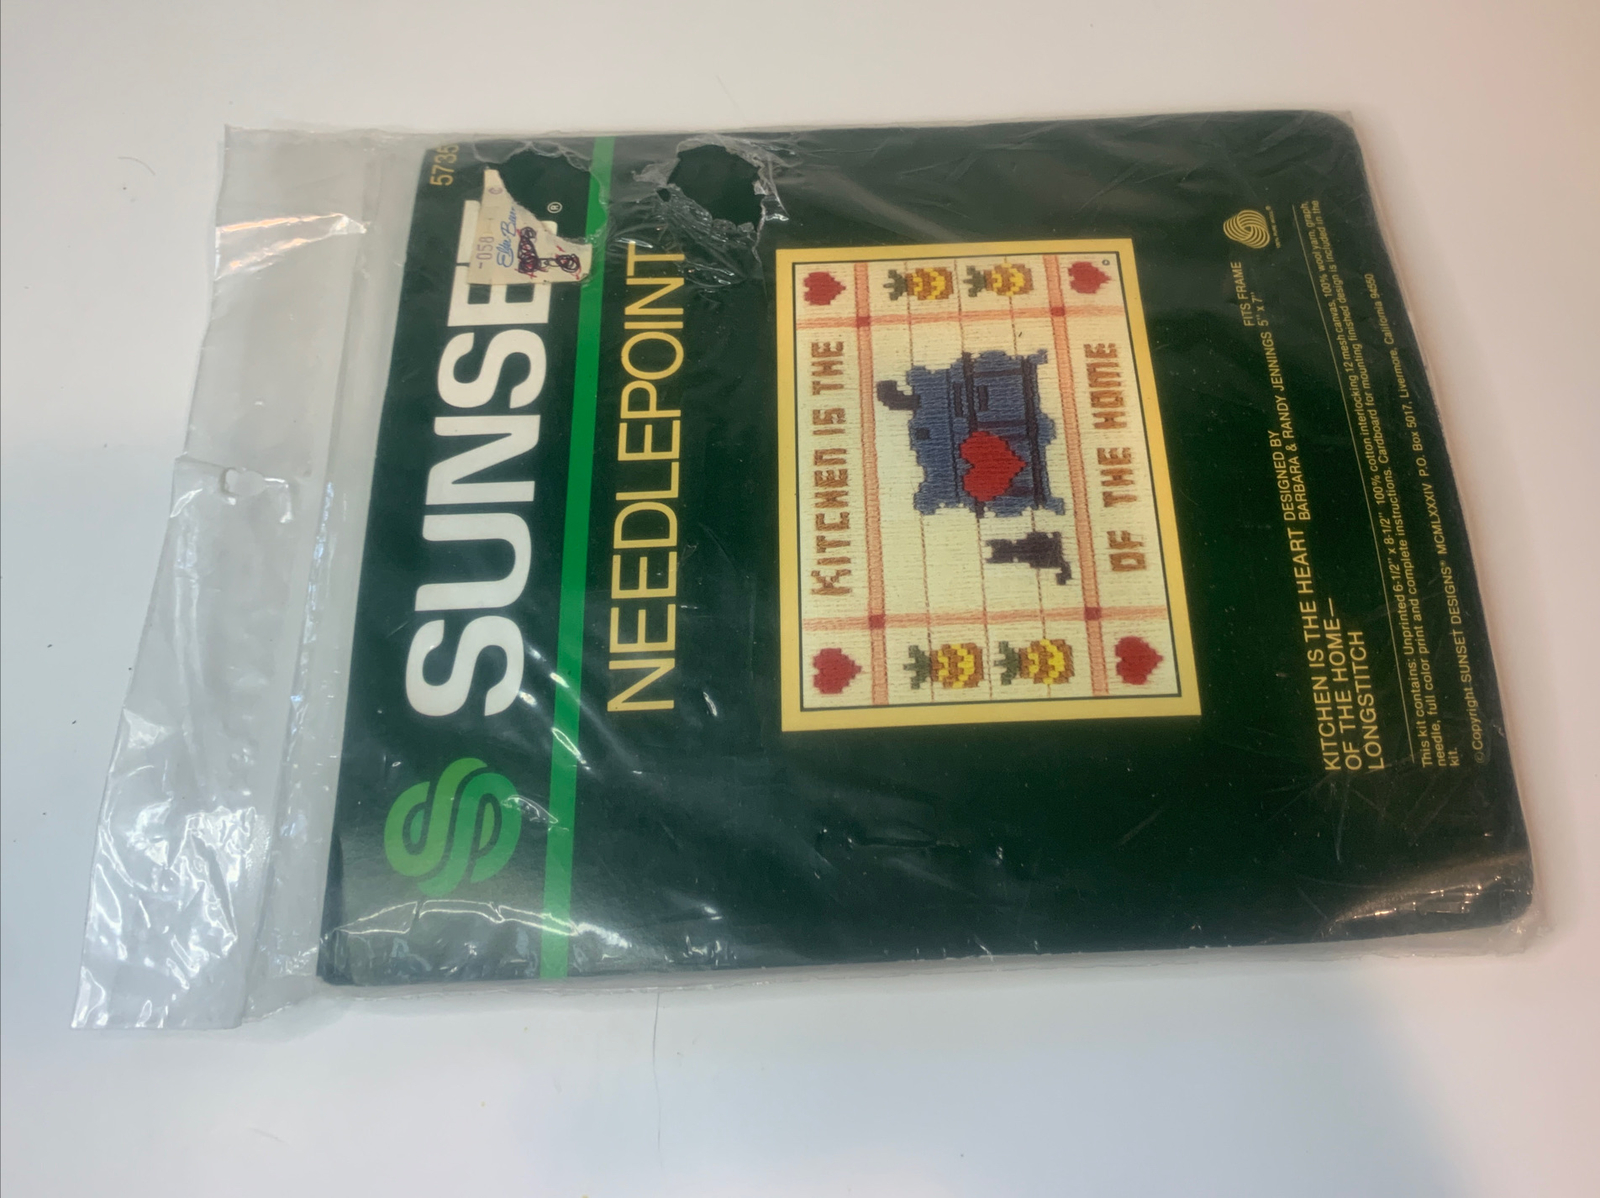 5735
-058
¢
SUNSET®
NEEDLEPOINT
KITCHEN IS THE
OF THE HOME
KITCHEN IS THE HEART
OF THE HOME—
LONGSTITCH
DESIGNED BY
BARBARA & RANDY JENNINGS
FITS FRAME
5" x 7"
This kit contains: Unprinted 6-1/2" x 8-1/2" 100% cotton interlocking 12 mesh canvas, 100% wool yarn, graph,
needle, full color print and complete instructions. Cardboard for mounting finished design is included in the
kit.
© Copyright SUNSET DESIGNS® MCMLXXXIV P.O. Box 5017, Livermore, California 94550